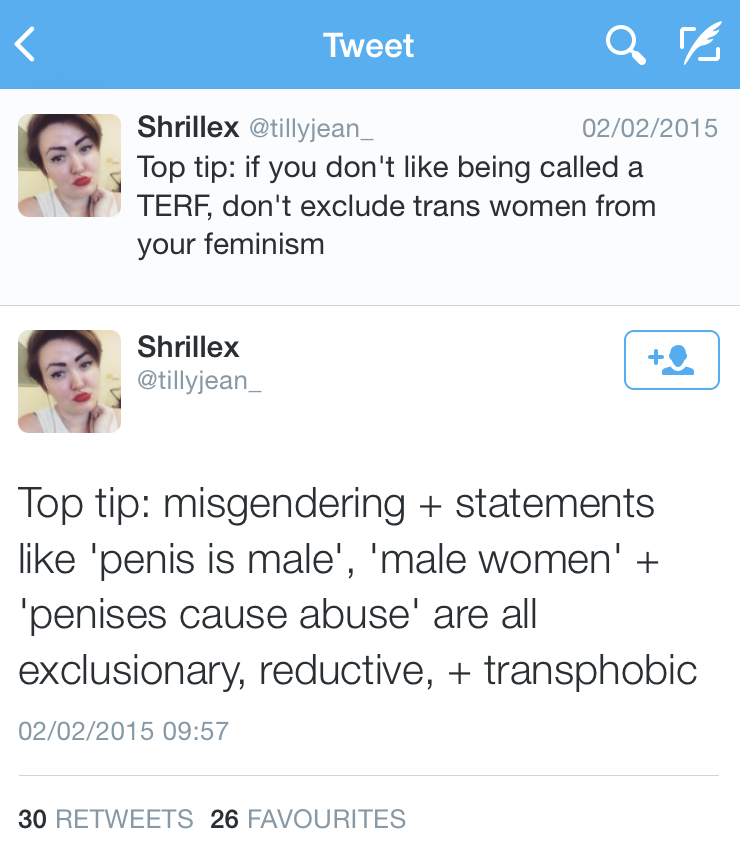 Tweet
Shrillex @tillyjean_ 02/02/2015
Top tip: if you don't like being called a
TERF, don't exclude trans women from
your feminism
Shrillex
@tillyjean_
Top tip: misgendering + statements
like 'penis is male', 'male women' +
'penises cause abuse' are all
exclusionary, reductive, + transphobic
02/02/2015 09:57
30 RETWEETS 26 FAVOURITES